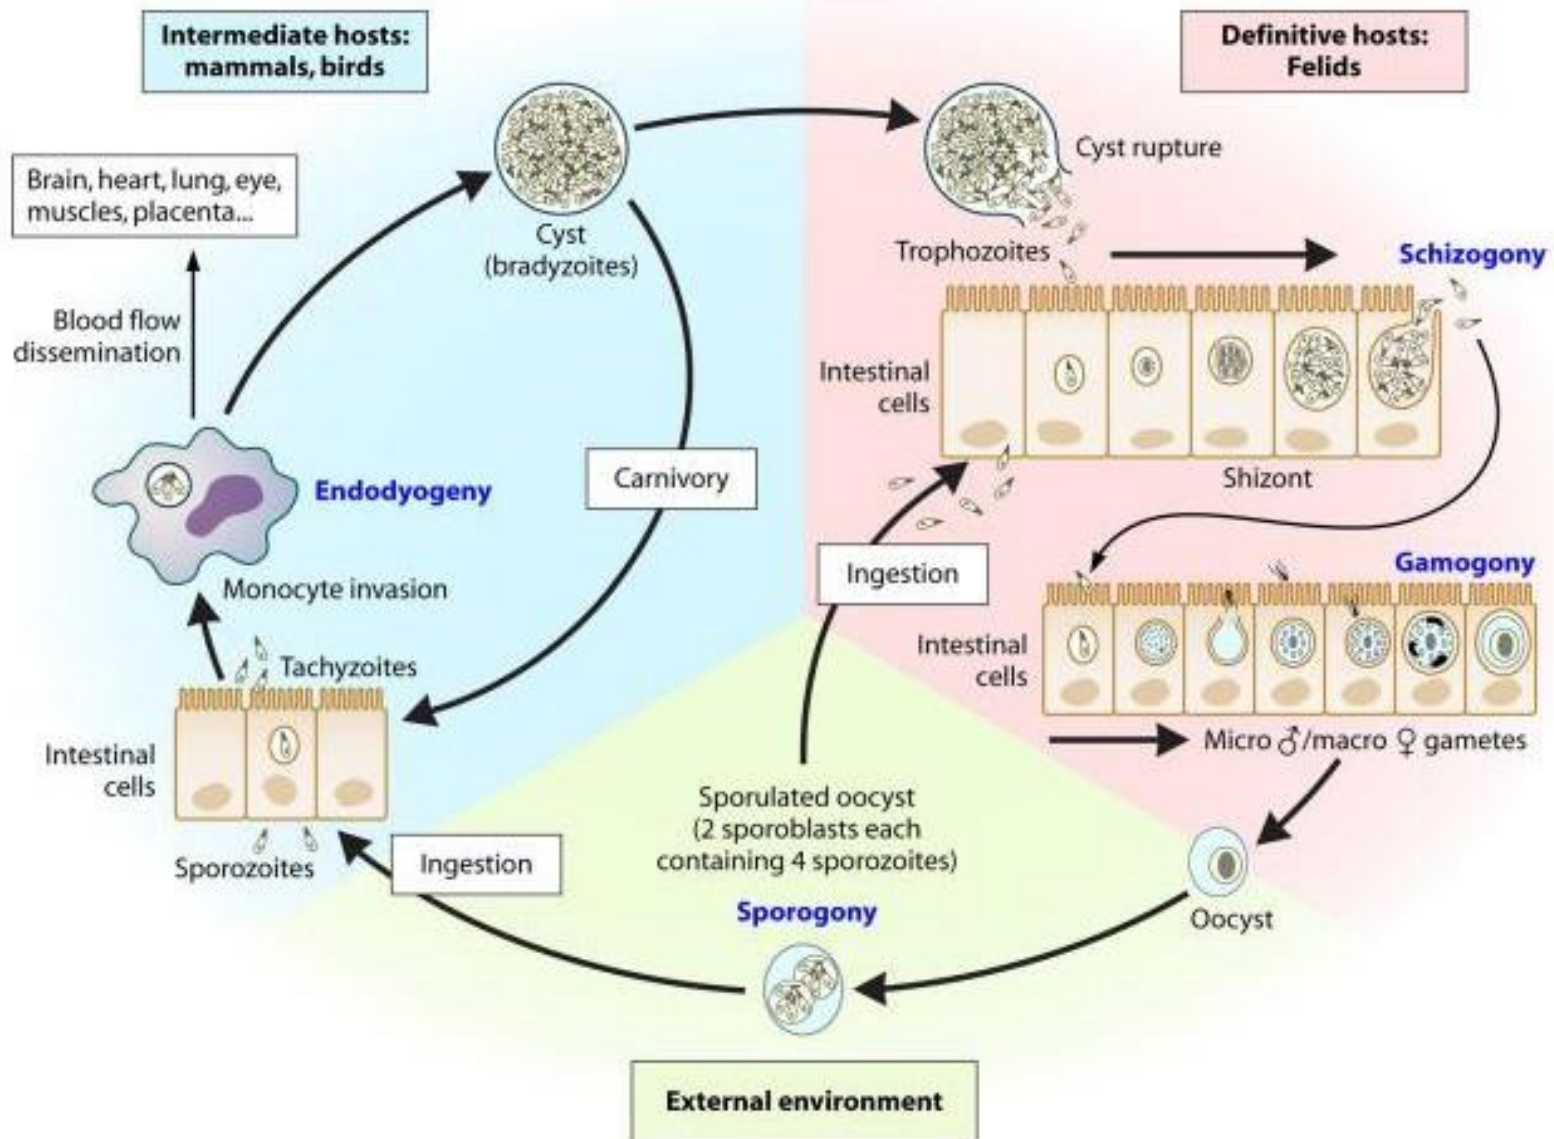 Intermediate hosts:
mammals, birds
Definitive hosts:
Felids
Brain, heart, lung, eye,
muscles, placenta...
Cyst
(bradyzoites)
Cyst rupture
Trophozoites
Schizogony
Blood flow
dissemination
Intestinal
cells
Shizont
Endodyogeny
Carnivory
Monocyte invasion
Ingestion
Gamogony
Tachyzoites
Intestinal
cells
Intestinal
cells
Micro ♂/macro ♀ gametes
Sporozoites
Ingestion
Sporulated oocyst
(2 sporoblasts each
containing 4 sporozoites)
Sporogony
Oocyst
External environment